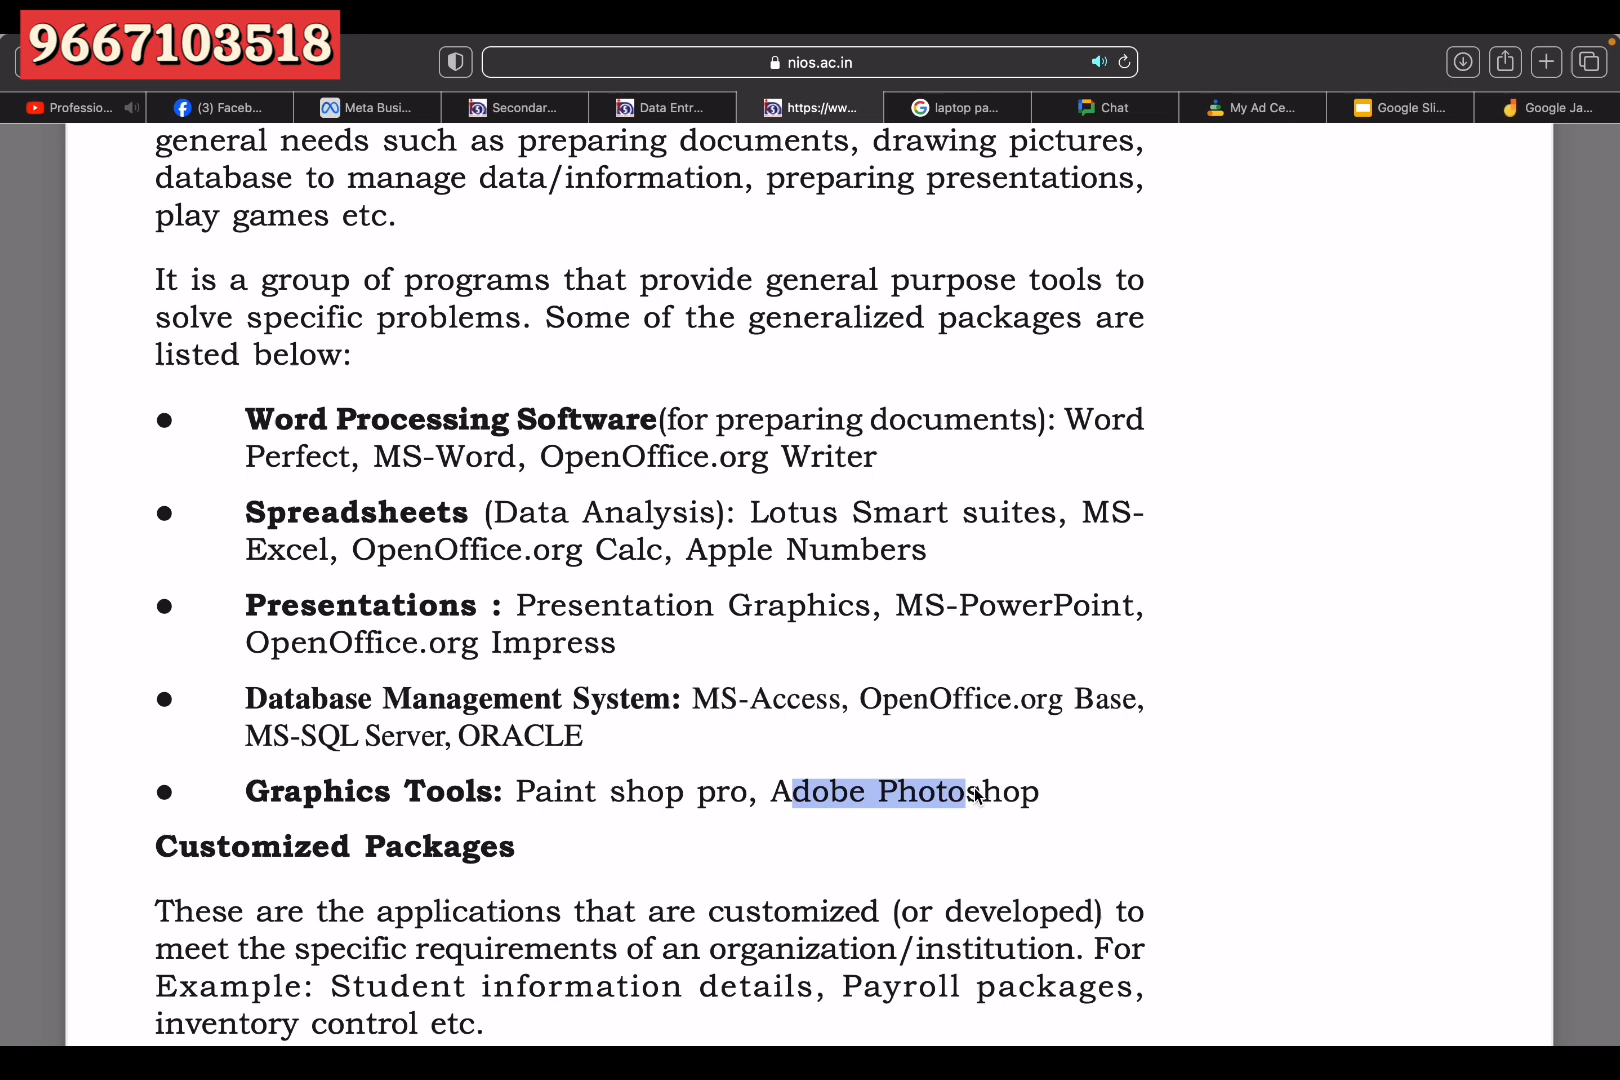 9667103518
nios.ac.in
Professio...
(3) Faceb...
Meta Busi...
Secondar...
Data Entr...
https://ww...
laptop pa...
Chat
My Ad Ce...
Google Sli...
Google Ja...
general needs such as preparing documents, drawing pictures,
database to manage data/information, preparing presentations,
play games etc.
It is a group of programs that provide general purpose tools to
solve specific problems. Some of the generalized packages are
listed below:
● Word Processing Software(for preparing documents): Word
Perfect, MS-Word, OpenOffice.org Writer
● Spreadsheets (Data Analysis): Lotus Smart suites, MS-
Excel, OpenOffice.org Calc, Apple Numbers
● Presentations : Presentation Graphics, MS-PowerPoint,
OpenOffice.org Impress
● Database Management System: MS-Access, OpenOffice.org Base,
MS-SQL Server, ORACLE
● Graphics Tools: Paint shop pro, Adobe Photoshop
Customized Packages
These are the applications that are customized (or developed) to
meet the specific requirements of an organization/institution. For
Example: Student information details, Payroll packages,
inventory control etc.